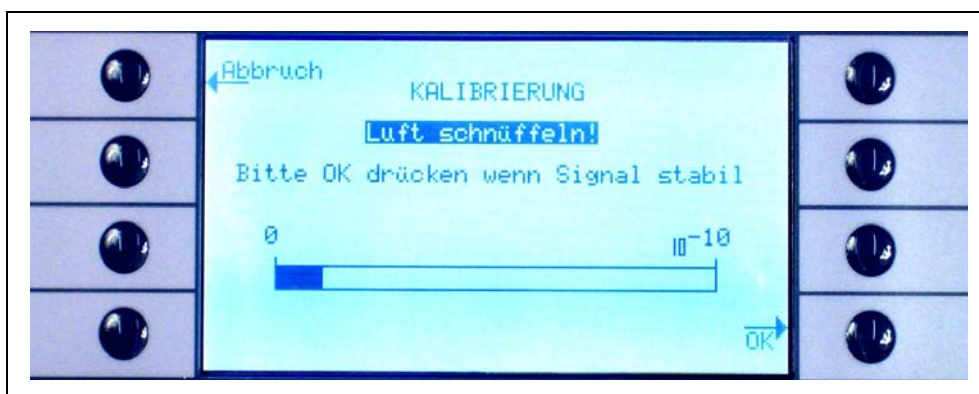 Abbruch
KALIBRIERUNG
Luft schnüffeln!
Bitte OK drücken wenn Signal stabil
0 10⁻¹⁰
OK